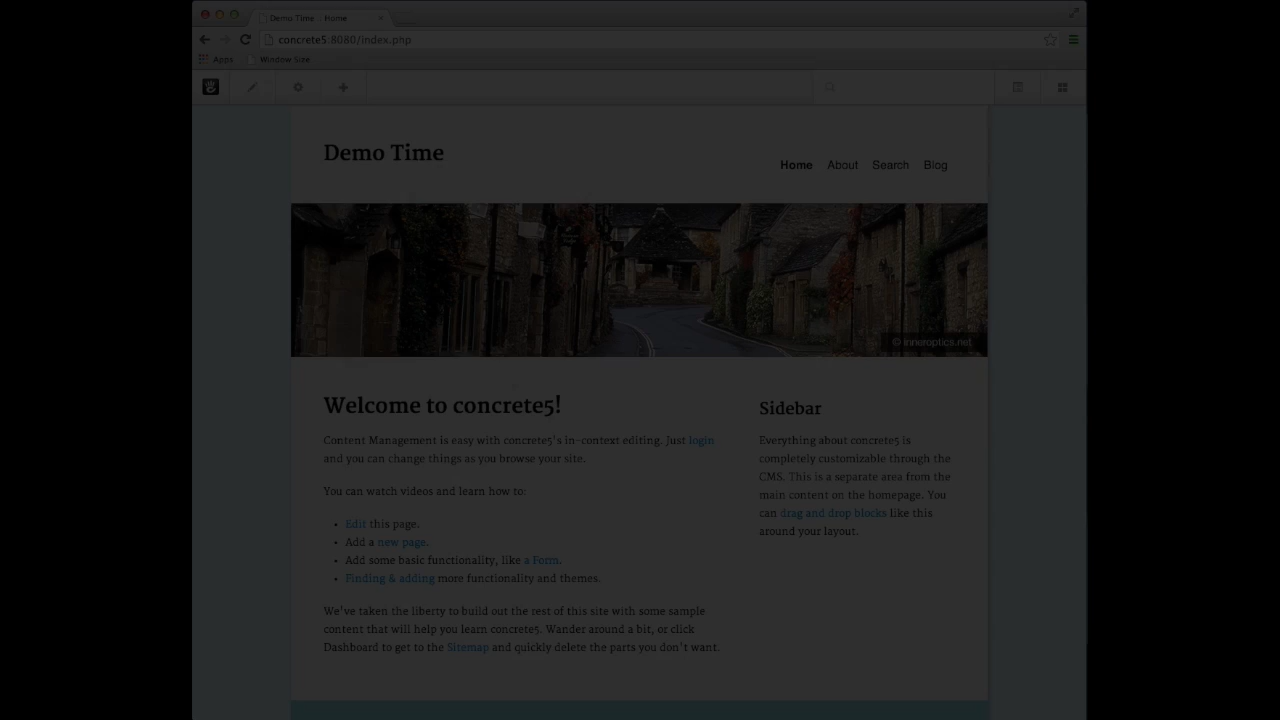 Demo Time :: Home
concrete5:8080/index.php
Apps Window Size
Demo Time
Home About Search Blog
© inneroptics.net
Welcome to concrete5!
Content Management is easy with concrete5's in-context editing. Just login
and you can change things as you browse your site.
You can watch videos and learn how to:
• Edit this page.
• Add a new page.
• Add some basic functionality, like a Form.
• Finding & adding more functionality and themes.
We've taken the liberty to build out the rest of this site with some sample
content that will help you learn concrete5. Wander around a bit, or click
Dashboard to get to the Sitemap and quickly delete the parts you don't want.
Sidebar
Everything about concrete5 is
completely customizable through the
CMS. This is a separate area from the
main content on the homepage. You
can drag and drop blocks like this
around your layout.